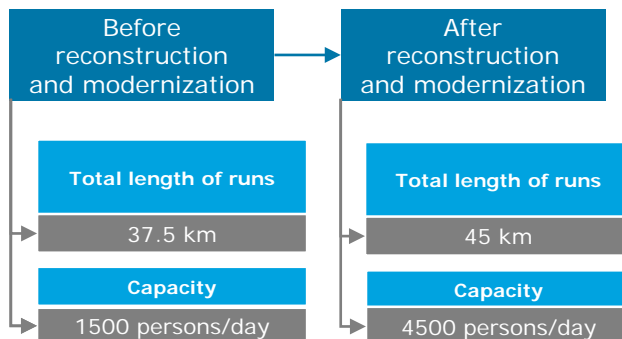 Before
reconstruction
and modernization
After
reconstruction
and modernization
Total length of runs
37.5 km
Capacity
1500 persons/day
Total length of runs
45 km
Capacity
4500 persons/day